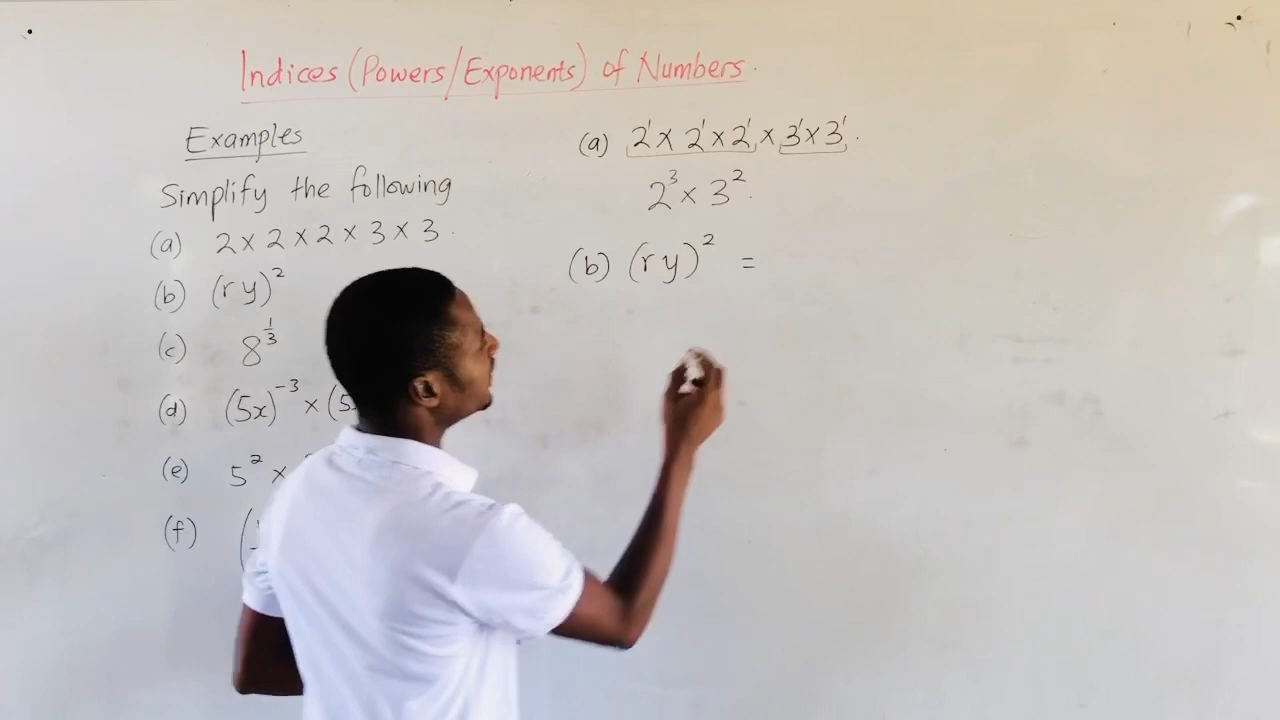 Indices (Powers/Exponents) of Numbers.
Examples
Simplify the following
(a) 2 × 2 × 2 × 3 × 3.
(b) (ry)²
(c) 8^(1/3)
(d) (5x)⁻³ × (5
(e) 5² ×
(f) (
(a) 2¹ × 2¹ × 2¹ × 3¹ × 3¹.
2³ × 3².
(b) (ry)² =